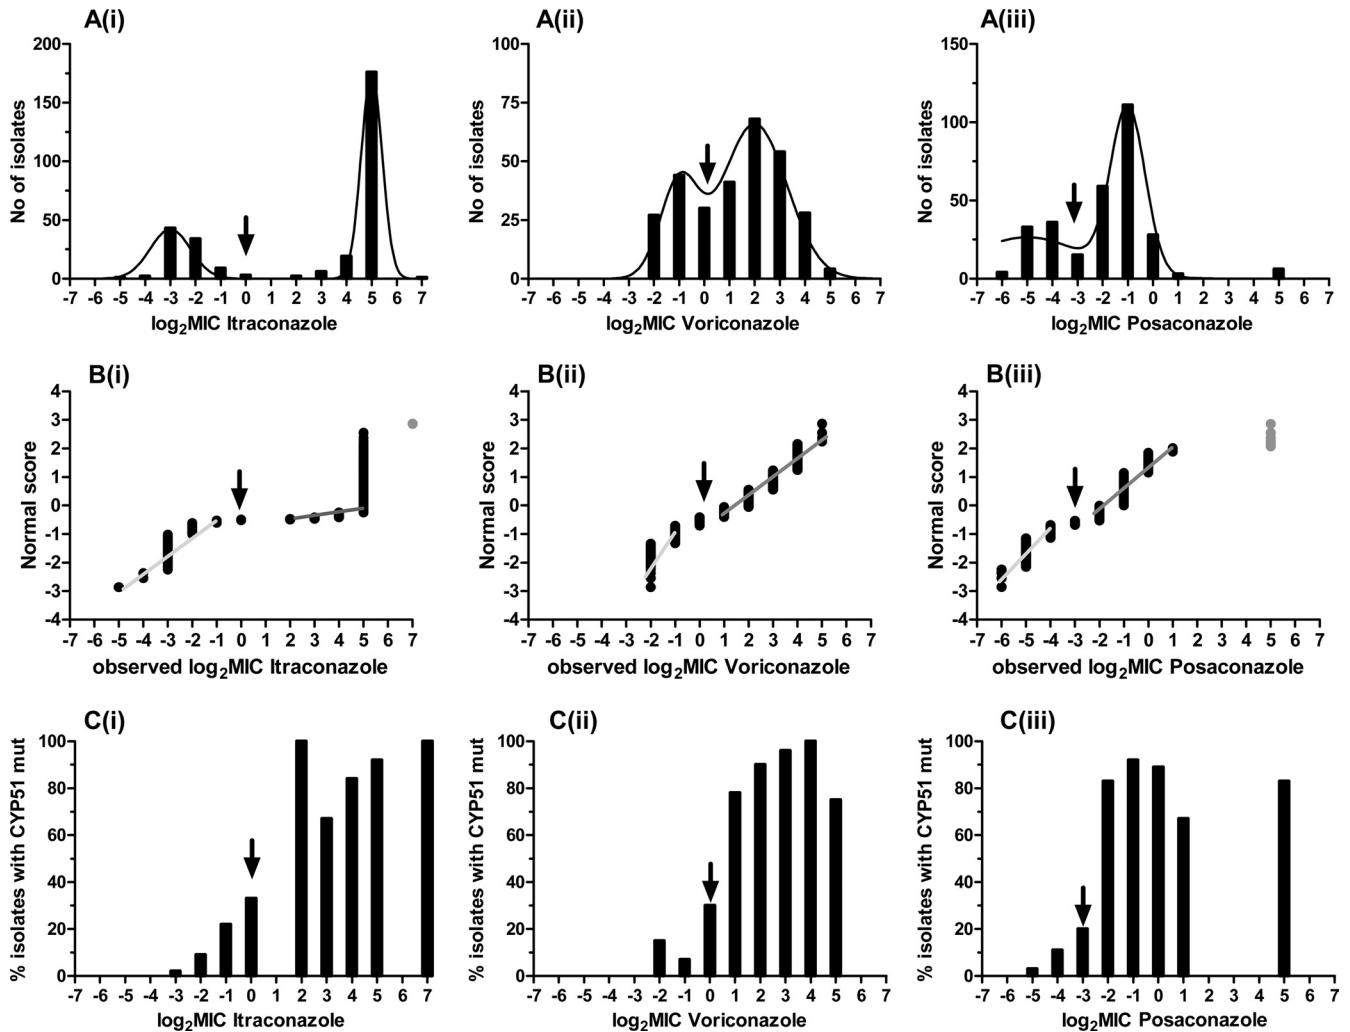 A(i)
A(ii)
A(iii)
No of isolates
200
150
100
50
0
-7 -6 -5 -4 -3 -2 -1 0 1 2 3 4 5 6 7
log2MIC Itraconazole
No of isolates
100
75
50
25
0
-7 -6 -5 -4 -3 -2 -1 0 1 2 3 4 5 6 7
log2MIC Voriconazole
No of isolates
150
100
50
0
-7 -6 -5 -4 -3 -2 -1 0 1 2 3 4 5 6 7
log2MIC Posaconazole
B(i)
B(ii)
B(iii)
Normal score
4
3
2
1
0
-1
-2
-3
-4
-7 -6 -5 -4 -3 -2 -1 0 1 2 3 4 5 6 7
observed log2MIC Itraconazole
Normal score
4
3
2
1
0
-1
-2
-3
-4
-7 -6 -5 -4 -3 -2 -1 0 1 2 3 4 5 6 7
observed log2MIC Voriconazole
Normal score
4
3
2
1
0
-1
-2
-3
-4
-7 -6 -5 -4 -3 -2 -1 0 1 2 3 4 5 6 7
observed log2MIC Posaconazole
C(i)
C(ii)
C(iii)
% isolates with CYP51 mut
100
80
60
40
20
0
-7 -6 -5 -4 -3 -2 -1 0 1 2 3 4 5 6 7
log2MIC Itraconazole
% isolates with CYP51 mut
100
80
60
40
20
0
-7 -6 -5 -4 -3 -2 -1 0 1 2 3 4 5 6 7
log2MIC Voriconazole
% isolates with CYP51 mut
100
80
60
40
20
0
-7 -6 -5 -4 -3 -2 -1 0 1 2 3 4 5 6 7
log2MIC Posaconazole